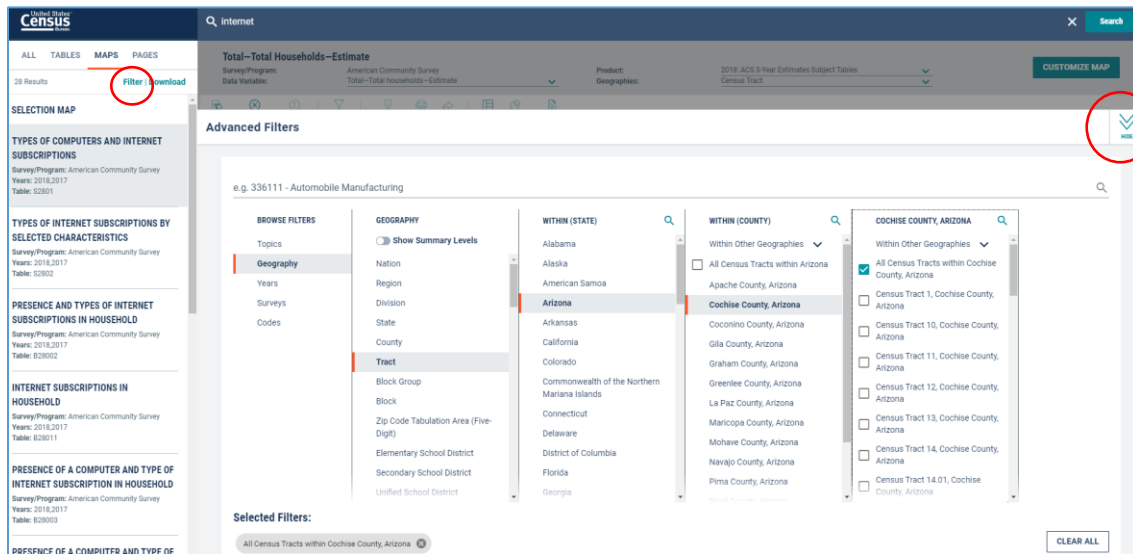 United States®
Census
Bureau
internet
Search
ALL TABLES MAPS PAGES
28 Results Filter | Download
SELECTION MAP
TYPES OF COMPUTERS AND INTERNET
SUBSCRIPTIONS
Survey/Program: American Community Survey
Years: 2018,2017
Table: S2801
TYPES OF INTERNET SUBSCRIPTIONS BY
SELECTED CHARACTERISTICS
Survey/Program: American Community Survey
Years: 2018,2017
Table: S2802
PRESENCE AND TYPES OF INTERNET
SUBSCRIPTIONS IN HOUSEHOLD
Survey/Program: American Community Survey
Years: 2018,2017
Table: B28002
INTERNET SUBSCRIPTIONS IN
HOUSEHOLD
Survey/Program: American Community Survey
Years: 2018,2017
Table: B28011
PRESENCE OF A COMPUTER AND TYPE OF
INTERNET SUBSCRIPTION IN HOUSEHOLD
Survey/Program: American Community Survey
Years: 2018,2017
Table: B28003
PRESENCE OF A COMPUTER AND TYPE OF
Total—Total Households—Estimate
Survey/Program: American Community Survey Product: 2018: ACS 5-Year Estimates Subject Tables
Data Variable: Total—Total households—Estimate Geographies: Census Tract
CUSTOMIZE MAP
Advanced Filters
HIDE
e.g. 336111 - Automobile Manufacturing
BROWSE FILTERS
Topics
Geography
Years
Surveys
Codes
GEOGRAPHY
Show Summary Levels
Nation
Region
Division
State
County
Tract
Block Group
Block
Zip Code Tabulation Area (Five-
Digit)
Elementary School District
Secondary School District
Unified School District
WITHIN (STATE)
Alabama
Alaska
American Samoa
Arizona
Arkansas
California
Colorado
Commonwealth of the Northern
Mariana Islands
Connecticut
Delaware
District of Columbia
Florida
Georgia
WITHIN (COUNTY)
Within Other Geographies
All Census Tracts within Arizona
Apache County, Arizona
Cochise County, Arizona
Coconino County, Arizona
Gila County, Arizona
Graham County, Arizona
Greenlee County, Arizona
La Paz County, Arizona
Maricopa County, Arizona
Mohave County, Arizona
Navajo County, Arizona
Pima County, Arizona
COCHISE COUNTY, ARIZONA
Within Other Geographies
All Census Tracts within Cochise
County, Arizona
Census Tract 1, Cochise County,
Arizona
Census Tract 10, Cochise County,
Arizona
Census Tract 11, Cochise County,
Arizona
Census Tract 12, Cochise County,
Arizona
Census Tract 13, Cochise County,
Arizona
Census Tract 14, Cochise County,
Arizona
Census Tract 14.01, Cochise
County, Arizona
Selected Filters:
All Census Tracts within Cochise County, Arizona
CLEAR ALL